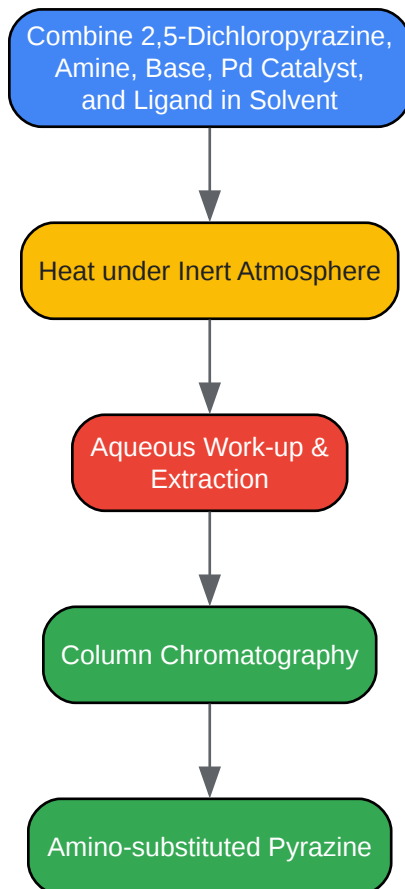 Combine 2,5-Dichloropyrazine,
Amine, Base, Pd Catalyst,
and Ligand in Solvent
Heat under Inert Atmosphere
Aqueous Work-up &
Extraction
Column Chromatography
Amino-substituted Pyrazine